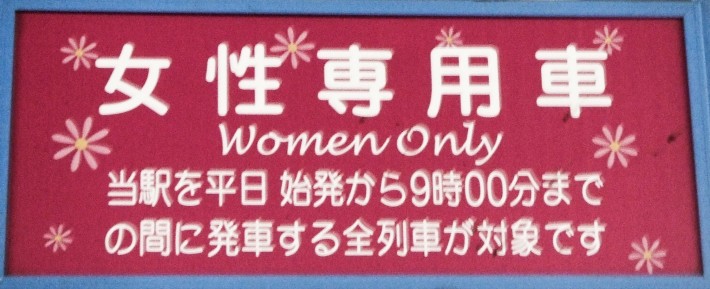 女性専用車
Women Only
当駅を平日 始発から9時00分まで
の間に発車する全列車が対象です